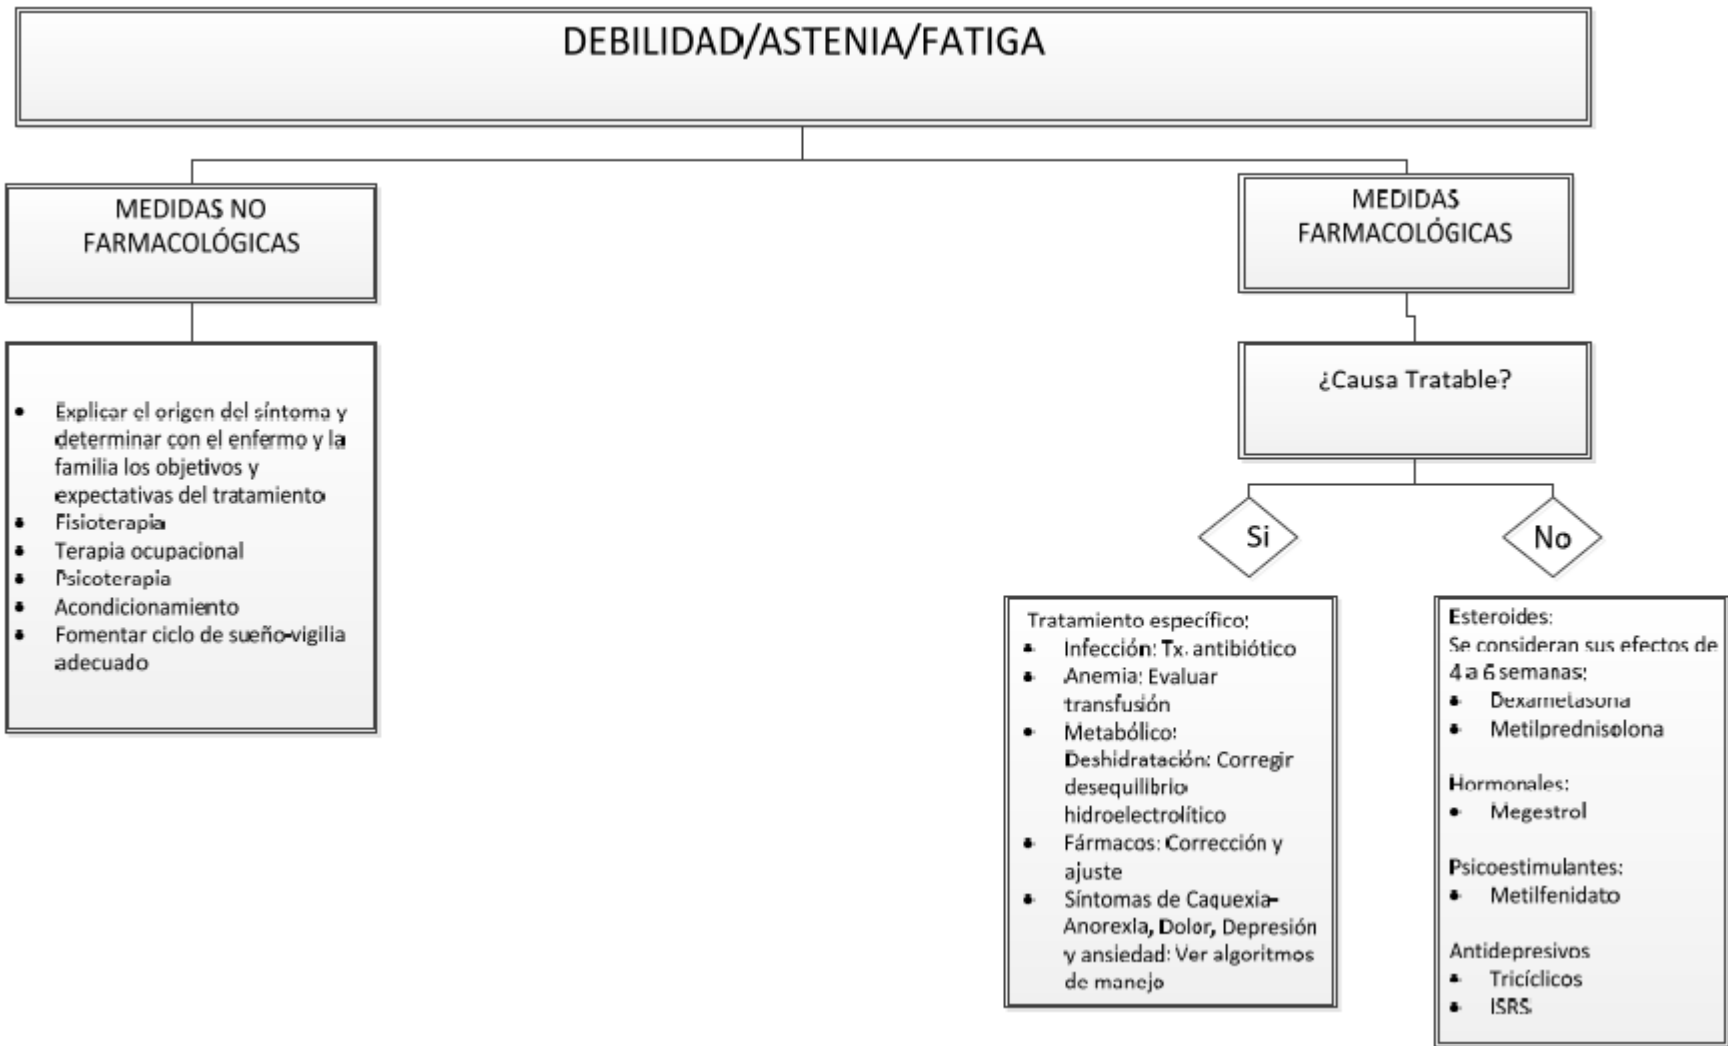 DEBILIDAD/ASTENIA/FATIGA
MEDIDAS NO
FARMACOLÓGICAS
• Explicar el origen del síntoma y
determinar con el enfermo y la
familia los objetivos y
expectativas del tratamiento
• Fisioterapia
• Terapia ocupacional
• Psicoterapia
• Acondicionamiento
• Fomentar ciclo de sueño-vigilia
adecuado
MEDIDAS
FARMACOLÓGICAS
¿Causa Tratable?
Si
No
Tratamiento específico:
• Infección: Tx. antibiótico
• Anemia: Evaluar
transfusión
• Metabólico:
Deshidratación: Corregir
desequilibrio
hidroelectrolítico
• Fármacos: Corrección y
ajuste
• Síntomas de Caquexia-
Anorexia, Dolor, Depresión
y ansiedad: Ver algoritmos
de manejo
Esteroides:
Se consideran sus efectos de
4 a 6 semanas:
• Dexametasona
• Metilprednisolona
Hormonales:
• Megestrol
Psicoestimulantes:
• Metilfenidato
Antidepresivos
• Tricíclicos
• ISRS